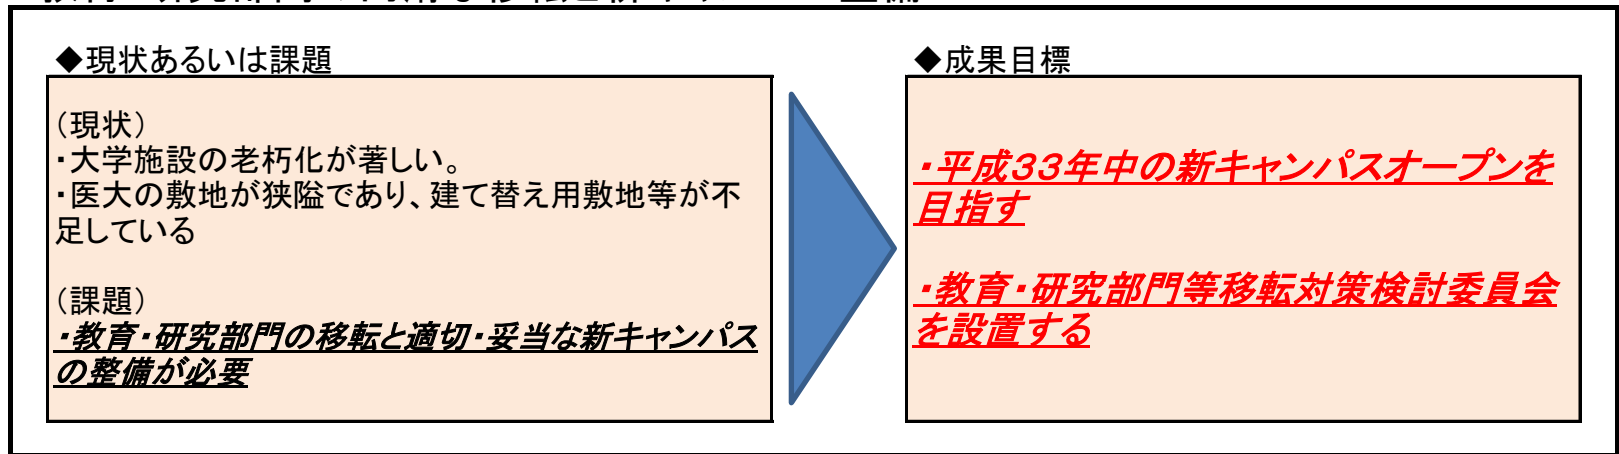 ◆現状あるいは課題
(現状)
・大学施設の老朽化が著しい。
・医大の敷地が狭隘であり、建て替え用敷地等が不
足している
(課題)
・教育・研究部門の移転と適切・妥当な新キャンパス
の整備が必要
◆成果目標
・平成33年中の新キャンパスオープンを
目指す
・教育・研究部門等移転対策検討委員会
を設置する